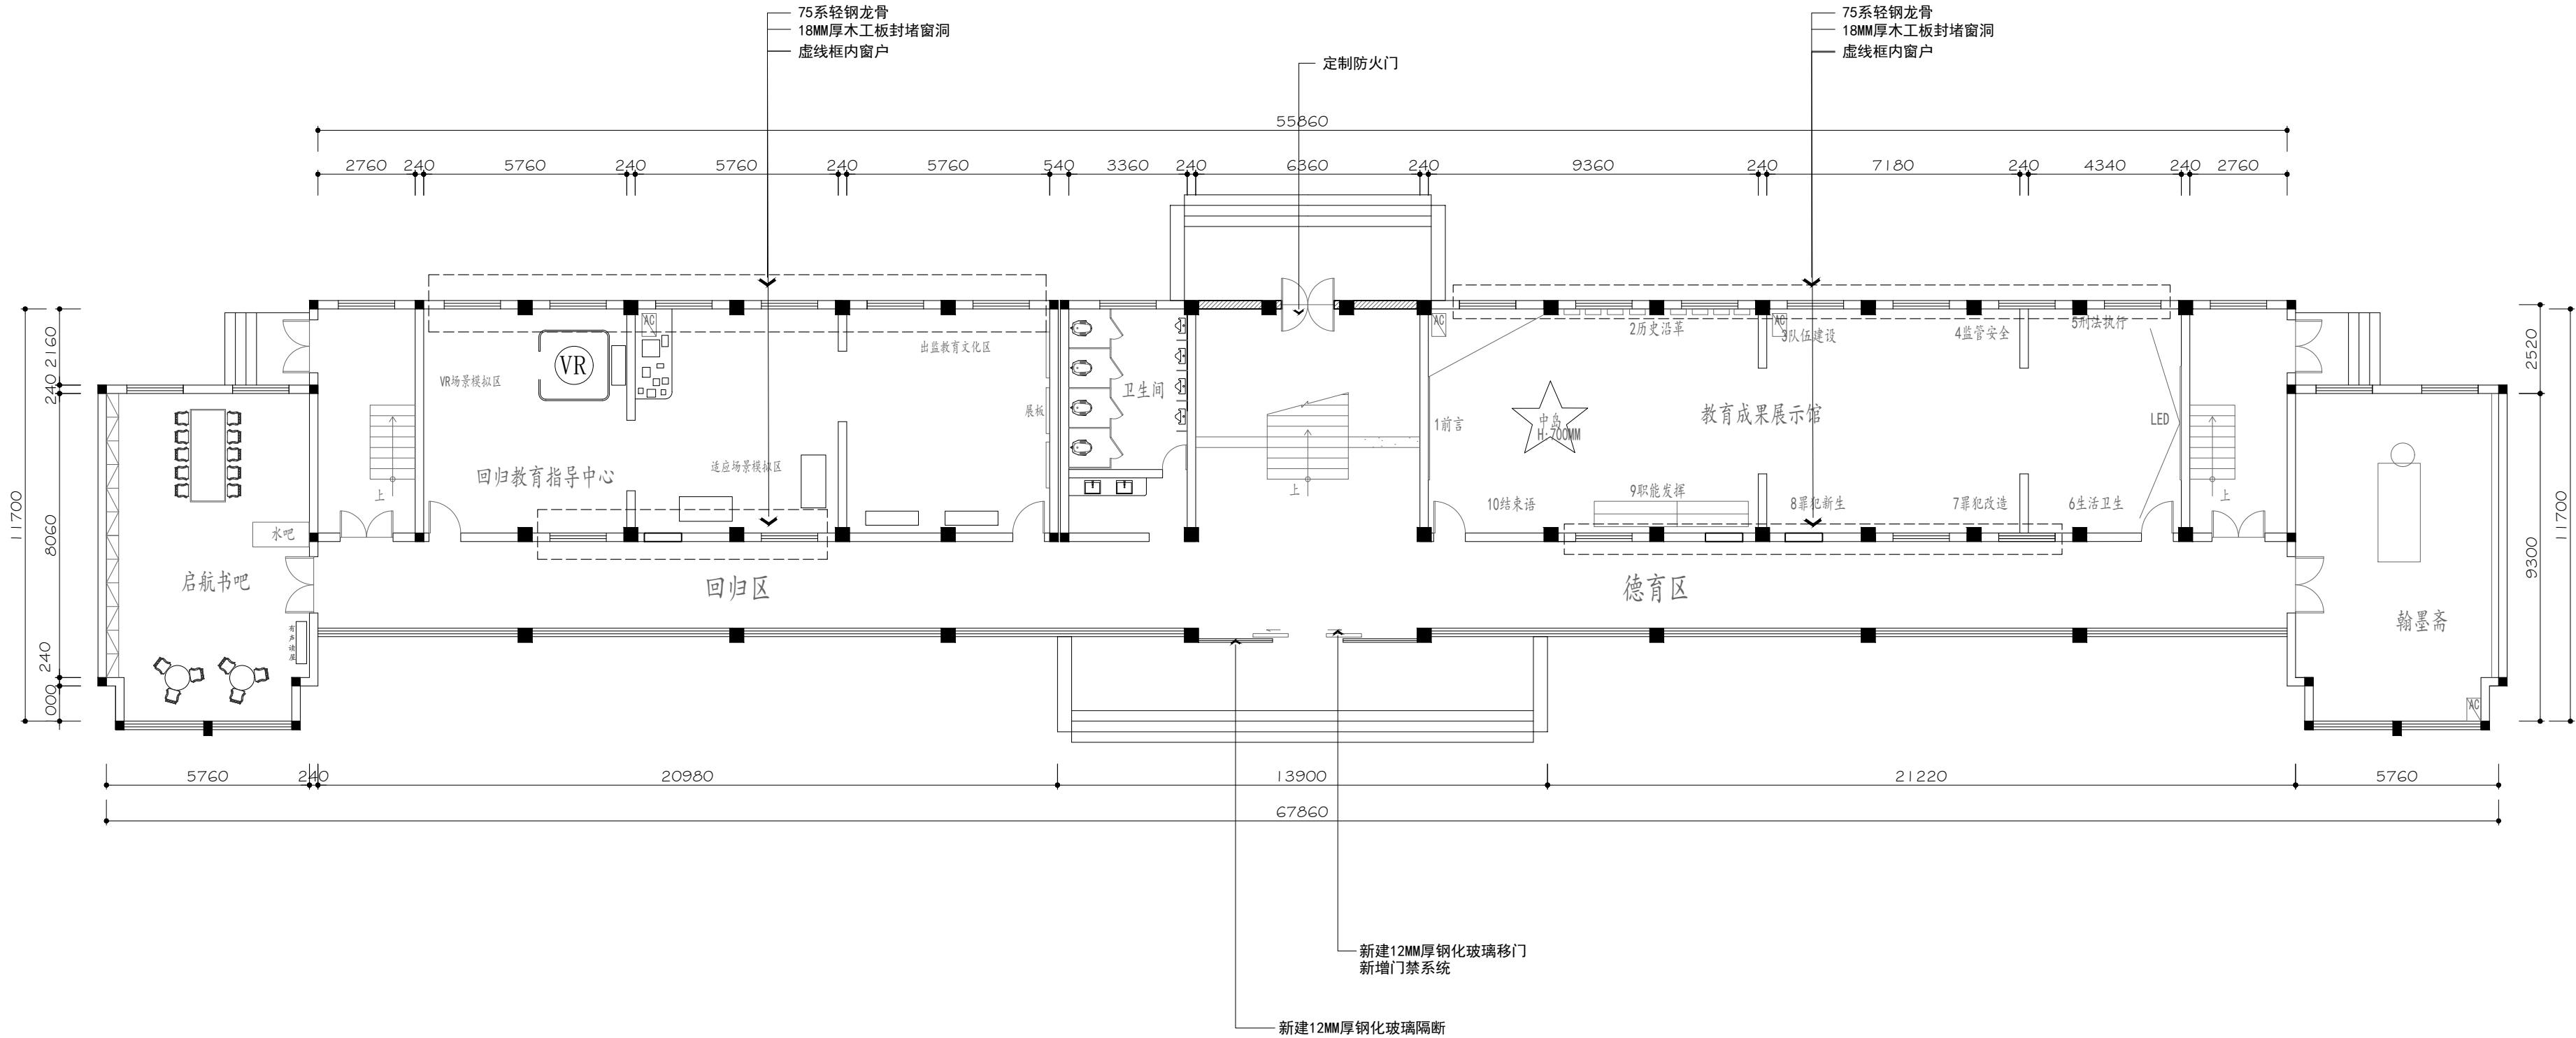 75系轻钢龙骨
18MM厚木工板封堵窗洞
虚线框内窗户
75系轻钢龙骨
18MM厚木工板封堵窗洞
虚线框内窗户
定制防火门
55860
2760
240
5760
240
5760
240
5760
540
3360
240
6360
240
9360
240
7180
240
4340
240
2760
11700
2160
240
8060
240
2520
9300
11700
AC
VR
VR场景模拟区
出监教育文化区
展板
卫生间
适应场景模拟区
回归教育指导中心
上
水吧
启航书吧
有声读屋
回归区
上
AC
1前言
2历史沿革
AC
3队伍建设
4监管安全
5刑法执行
中岛
H:700MM
教育成果展示馆
LED
10结束语
9职能发挥
8罪犯新生
7罪犯改造
6生活卫生
上
德育区
翰墨斋
AC
5760
240
20980
13900
21220
5760
67860
新建12MM厚钢化玻璃移门
新增门禁系统
新建12MM厚钢化玻璃隔断